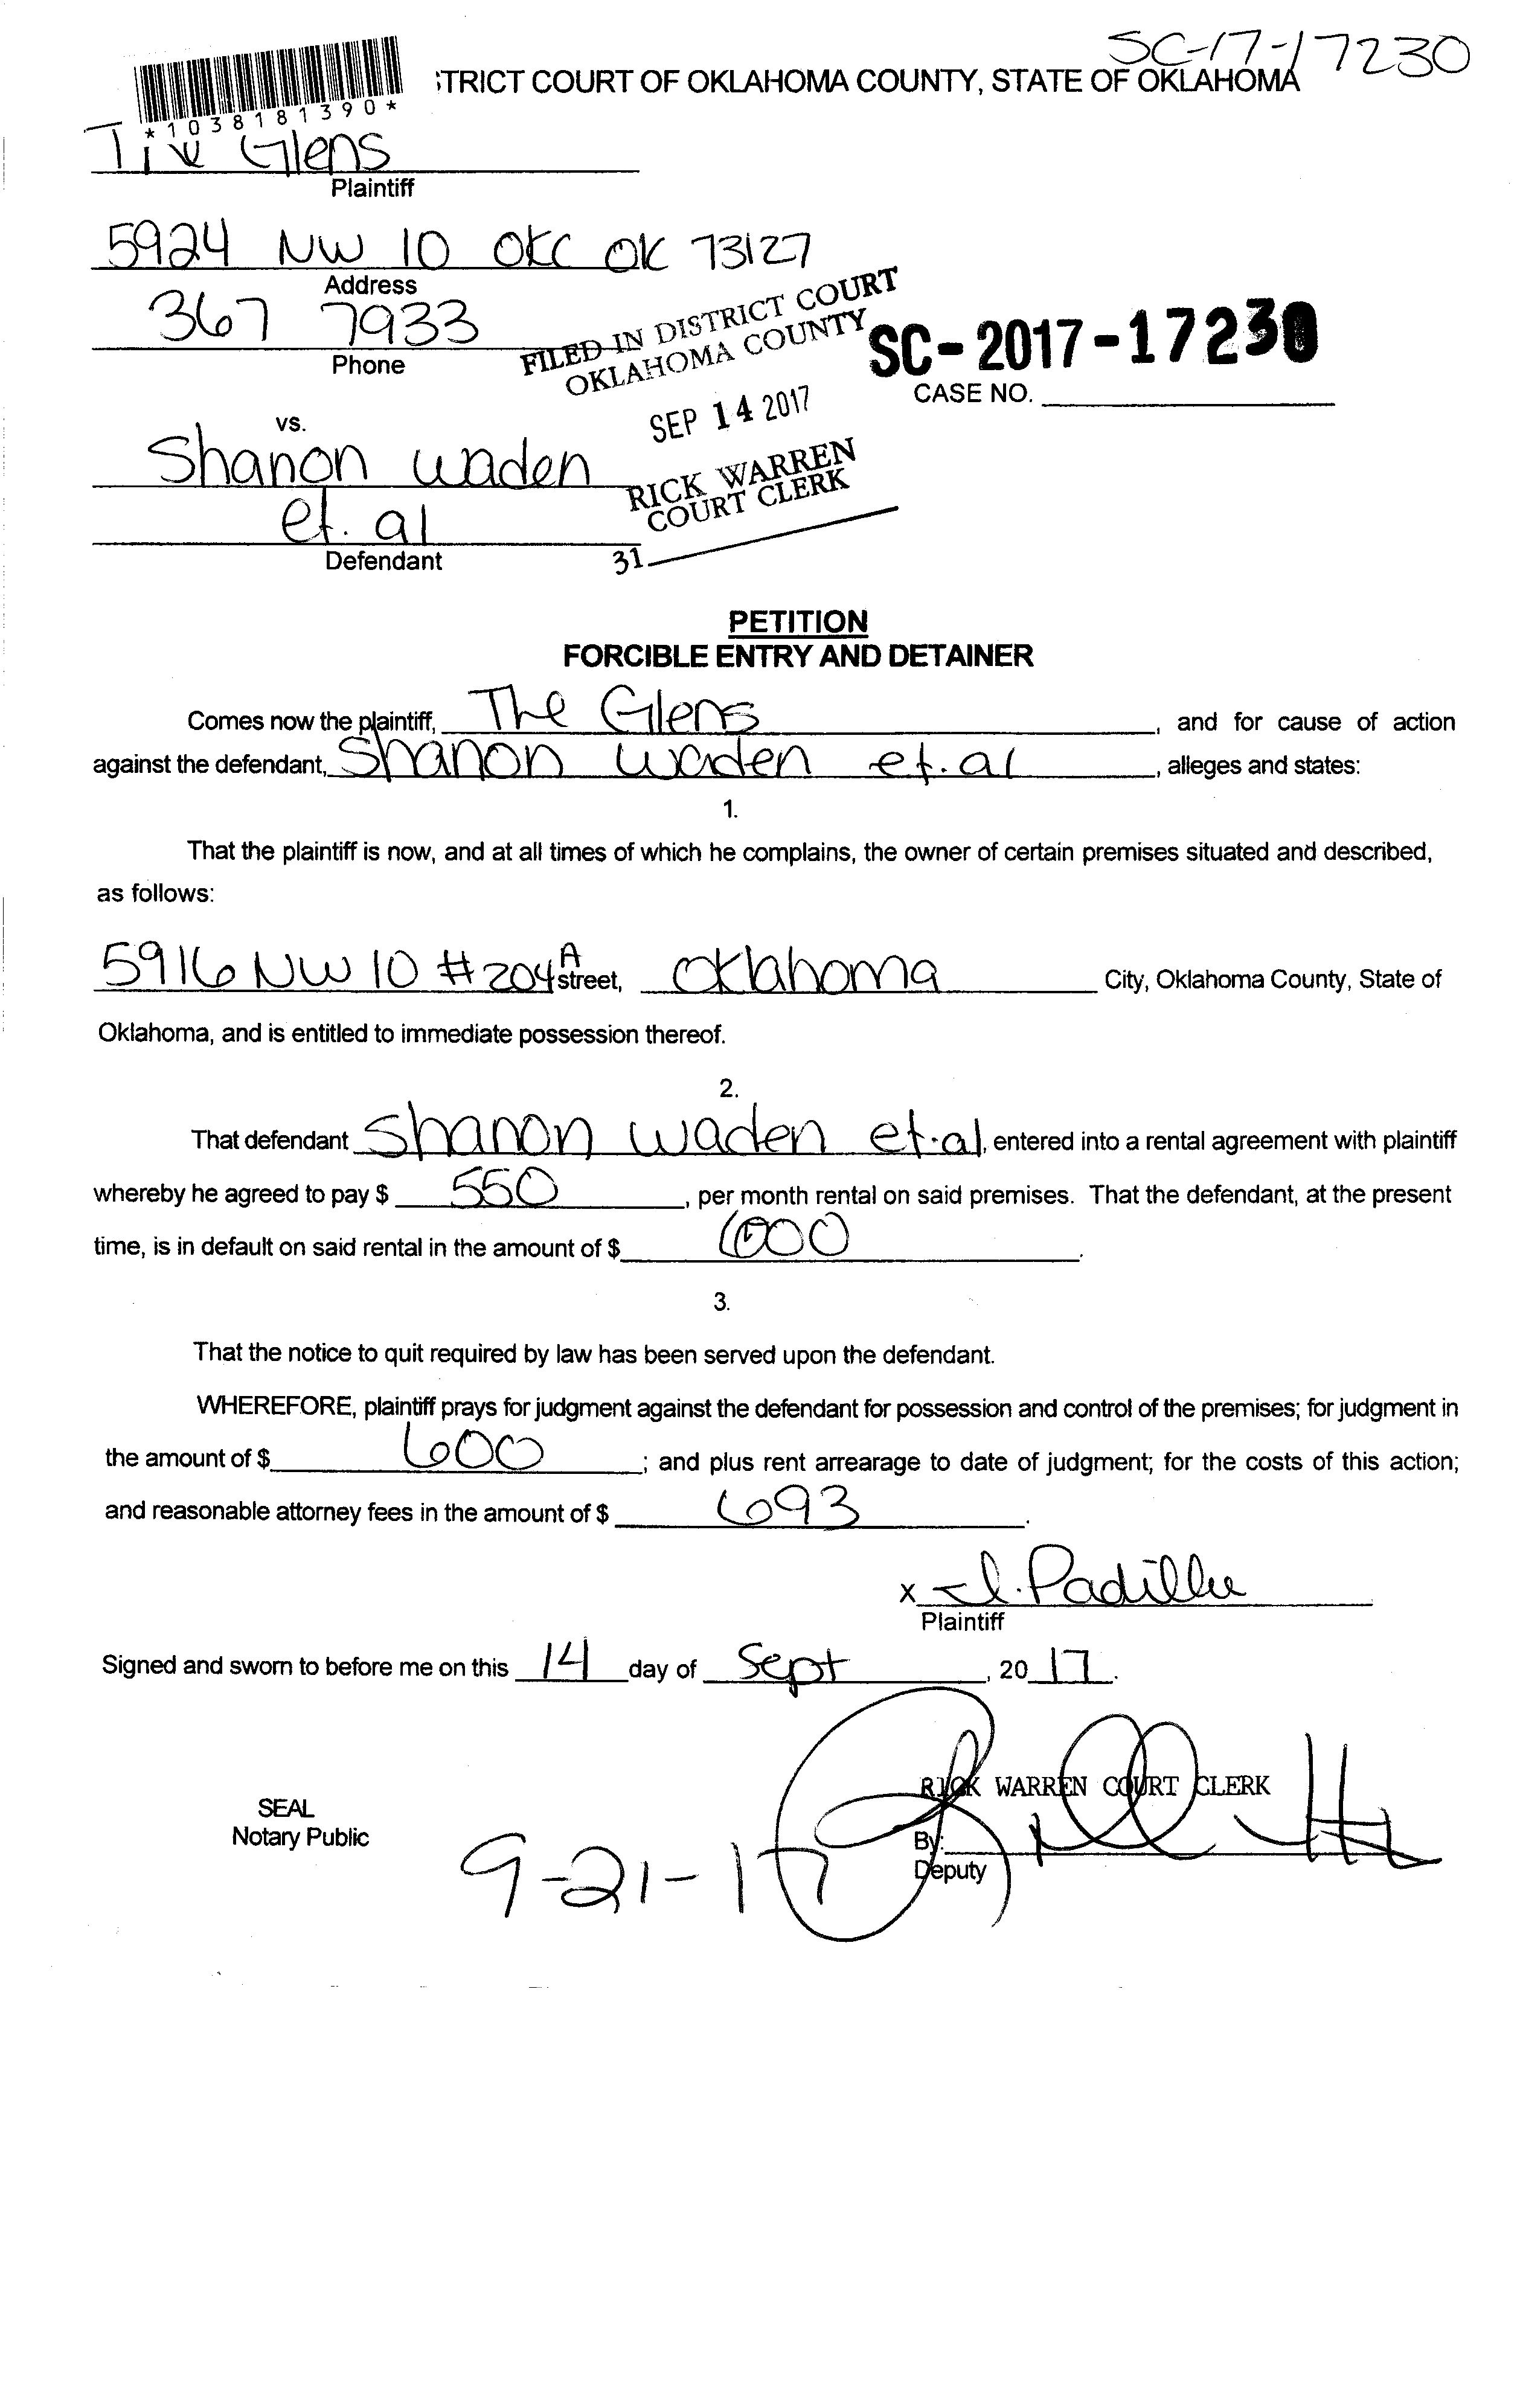 SC-17-17230
TRICT COURT OF OKLAHOMA COUNTY, STATE OF OKLAHOMA
*1038181390*
The Glens
Plaintiff
5924 NW 10 OKC OK 73127
Address
367 7933
Phone
FILED IN DISTRICT COURT
OKLAHOMA COUNTY
SC-2017-17230
CASE NO.
SEP 14 2017
vs.
Shanon Waden
RICK WARREN
COURT CLERK
et. al
Defendant
31
PETITION
FORCIBLE ENTRY AND DETAINER
Comes now the plaintiff, The Glens, and for cause of action
against the defendant, Shanon Waden et. al, alleges and states:
1.
That the plaintiff is now, and at all times of which he complains, the owner of certain premises situated and described,
as follows:
5916 NW 10 #204A street, Oklahoma City, Oklahoma County, State of
Oklahoma, and is entitled to immediate possession thereof.
2.
That defendant Shanon Waden et. al, entered into a rental agreement with plaintiff
whereby he agreed to pay $ 550, per month rental on said premises. That the defendant, at the present
time, is in default on said rental in the amount of $ 600.
3.
That the notice to quit required by law has been served upon the defendant.
WHEREFORE, plaintiff prays for judgment against the defendant for possession and control of the premises; for judgment in
the amount of $ 600; and plus rent arrearage to date of judgment; for the costs of this action;
and reasonable attorney fees in the amount of $ 693.
x J. Padilla
Plaintiff
Signed and sworn to before me on this 14 day of Sept, 2017.
RICK WARREN COURT CLERK
SEAL
Notary Public
By:
Deputy
9-21-17